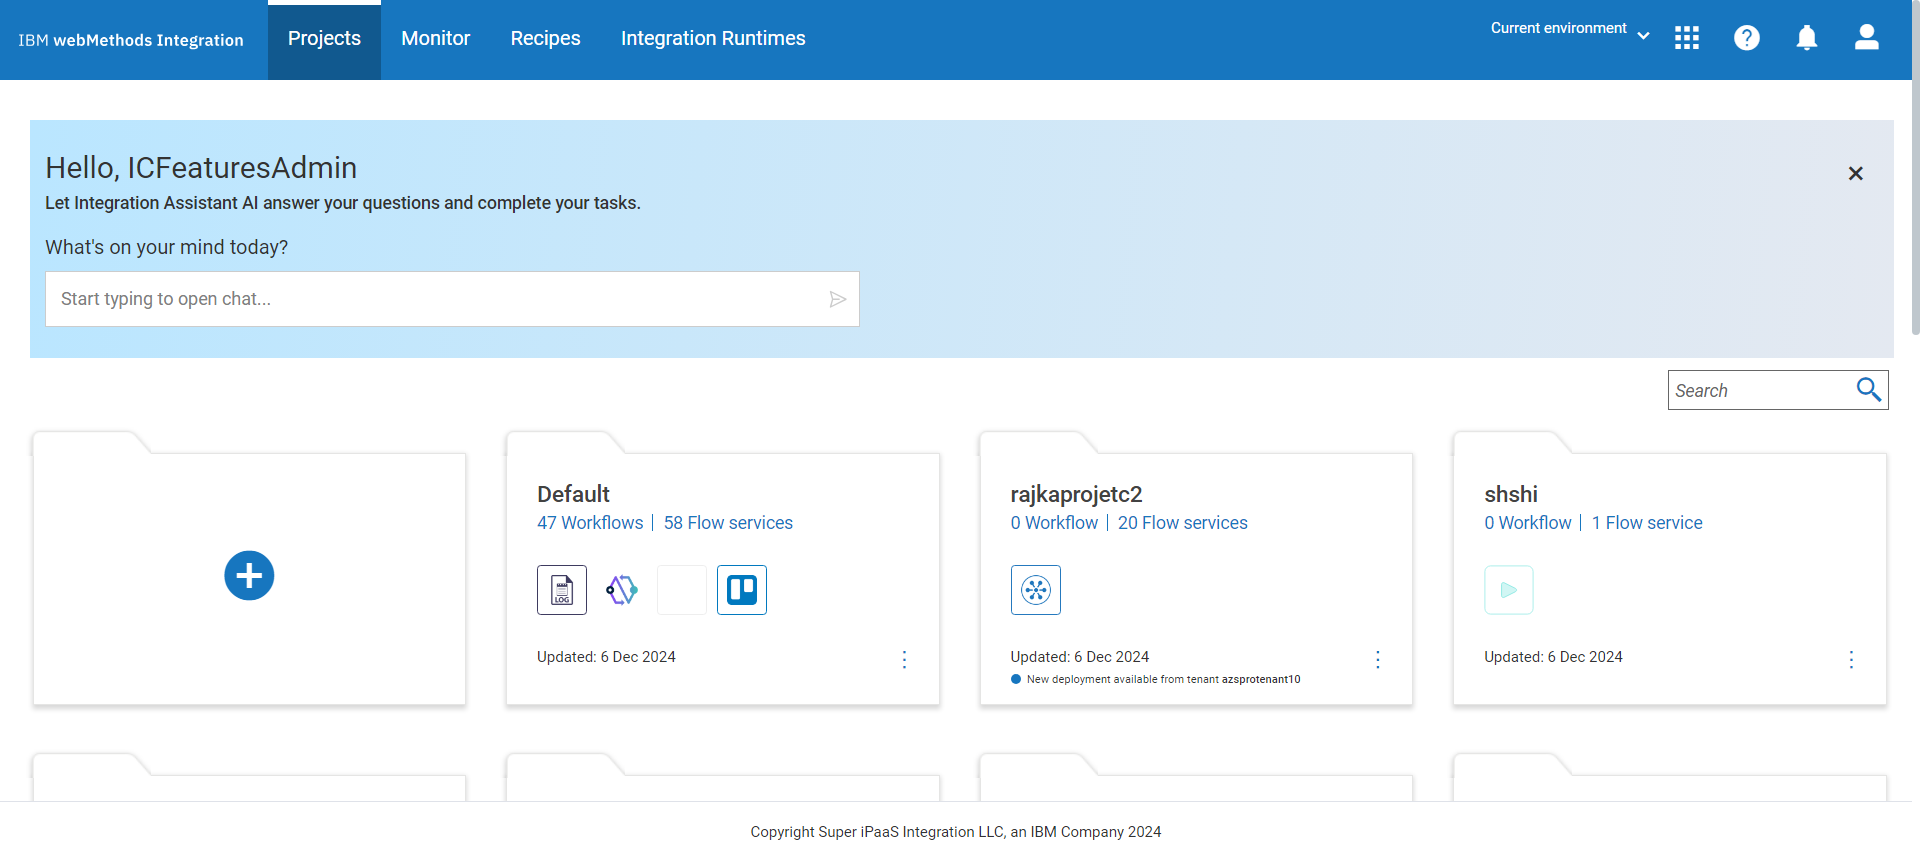 IBM webMethods Integration
Projects
Monitor
Recipes
Integration Runtimes
Current environment
Hello, ICFeaturesAdmin
Let Integration Assistant AI answer your questions and complete your tasks.
What's on your mind today?
Start typing to open chat...
Search
Default
47 Workflows | 58 Flow services
LOG
Updated: 6 Dec 2024
rajkaprojetc2
0 Workflow | 20 Flow services
Updated: 6 Dec 2024
New deployment available from tenant azsprotenant10
shshi
0 Workflow | 1 Flow service
Updated: 6 Dec 2024
Copyright Super iPaaS Integration LLC, an IBM Company 2024